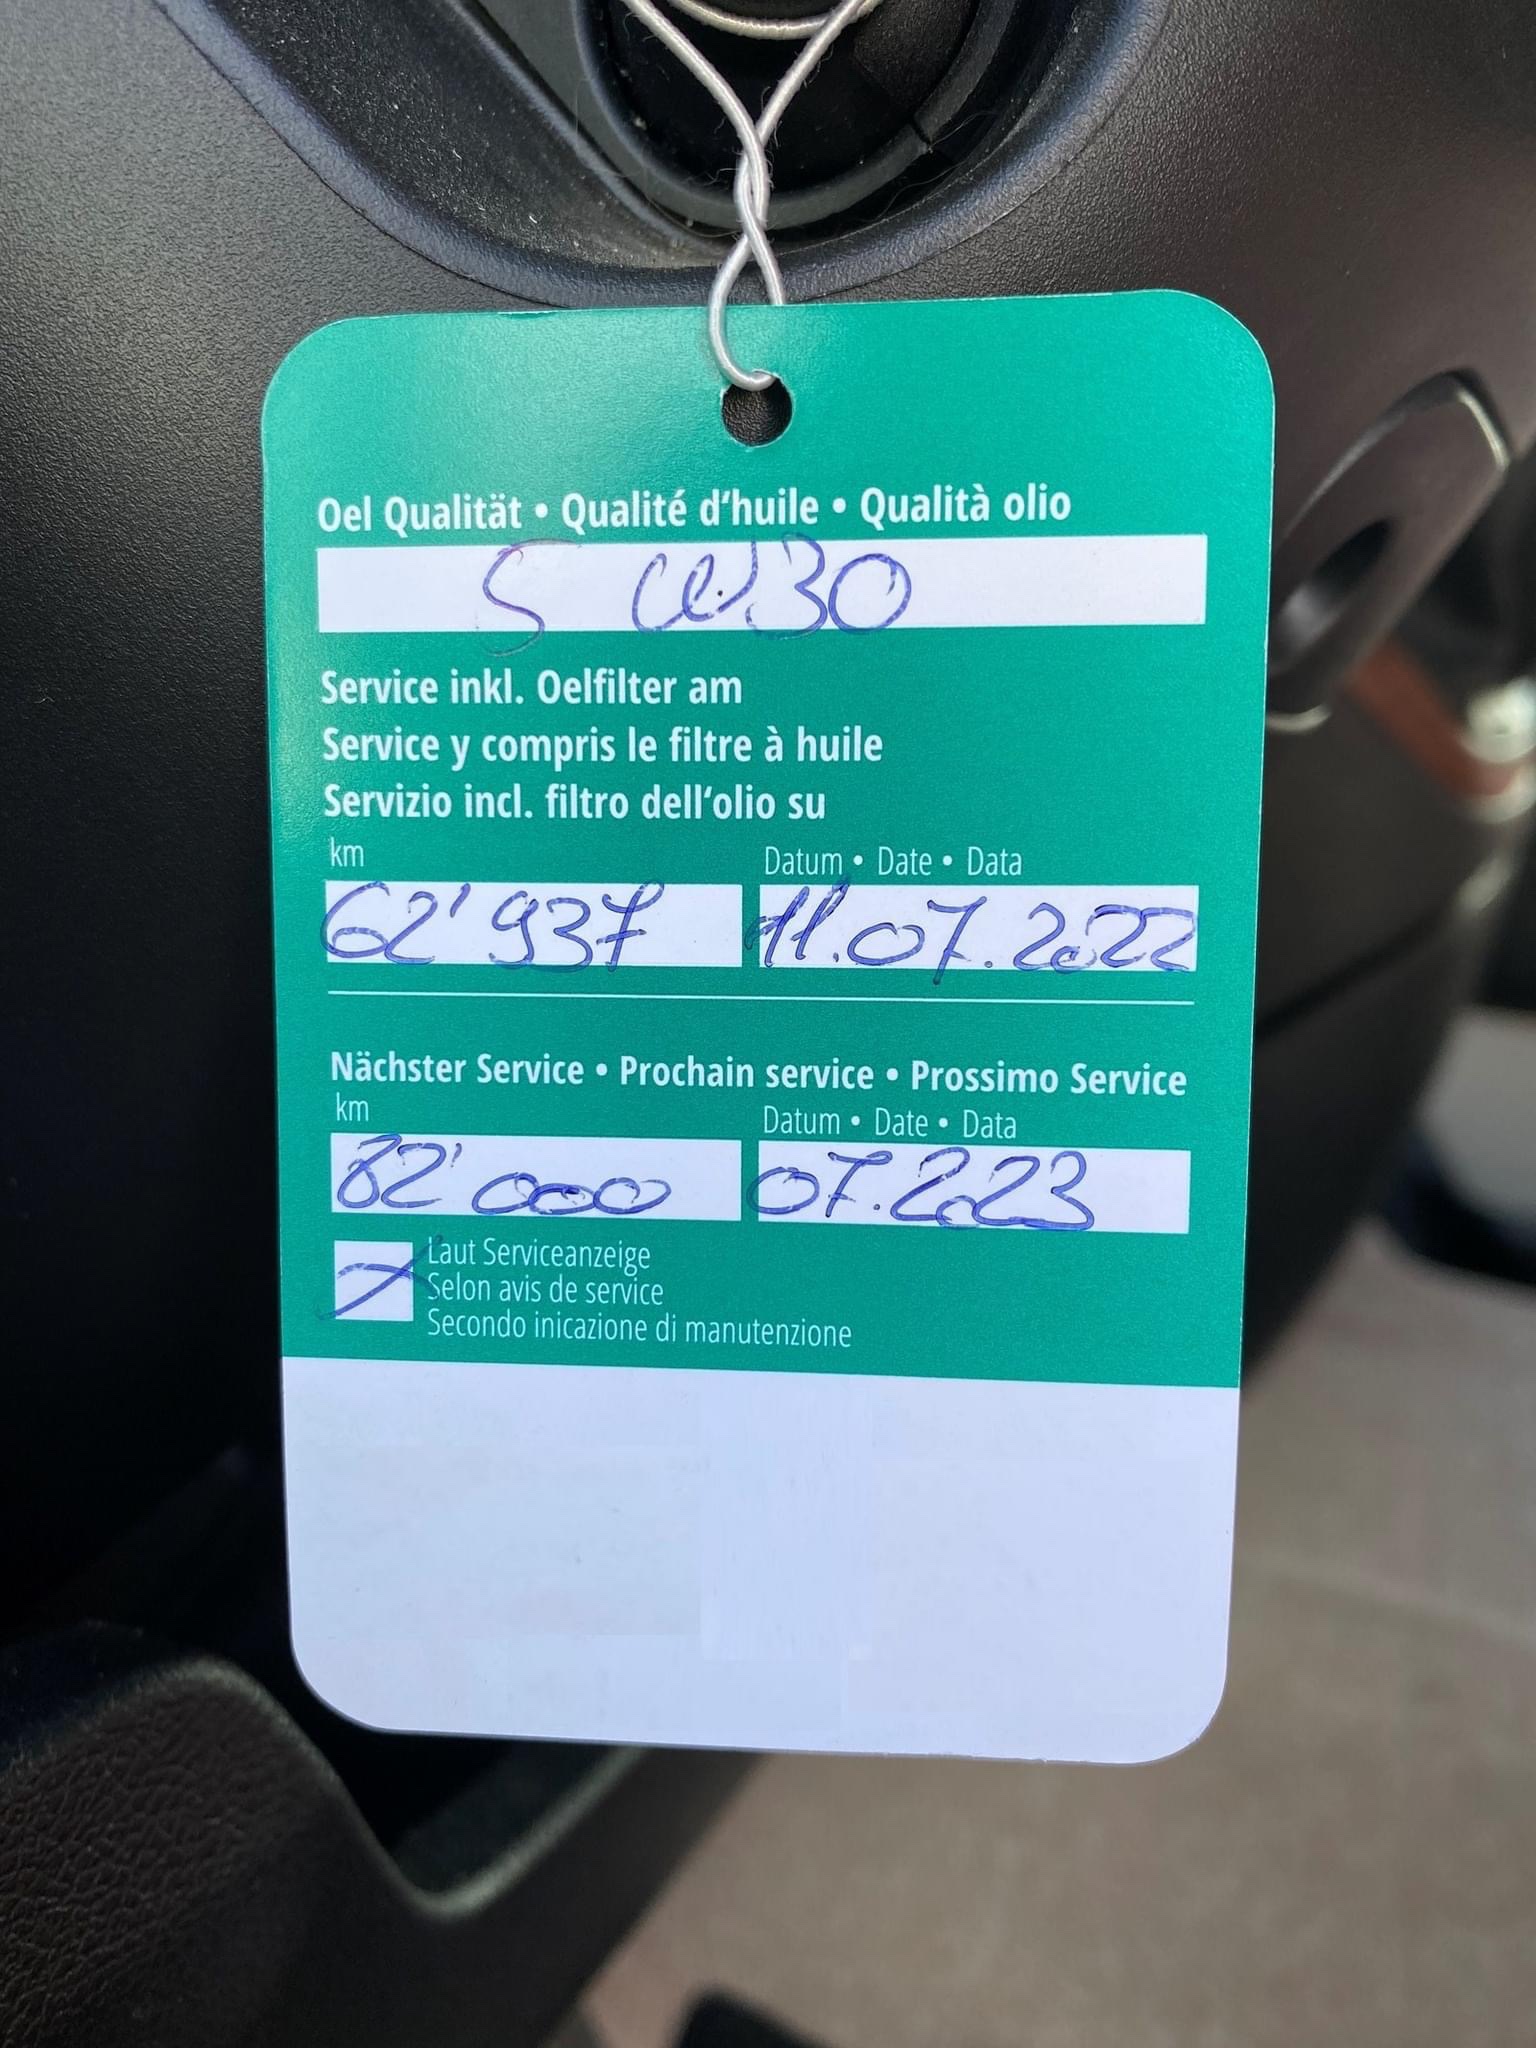 Oel Qualität • Qualité d'huile • Qualità olio
5 W30
Service inkl. Oelfilter am
Service y compris le filtre à huile
Servizio incl. filtro dell'olio su
km Datum • Date • Data
62'937 11.07.2022
Nächster Service • Prochain service • Prossimo Service
km Datum • Date • Data
82'000 07.2023
Laut Serviceanzeige
Selon avis de service
Secondo inicazione di manutenzione